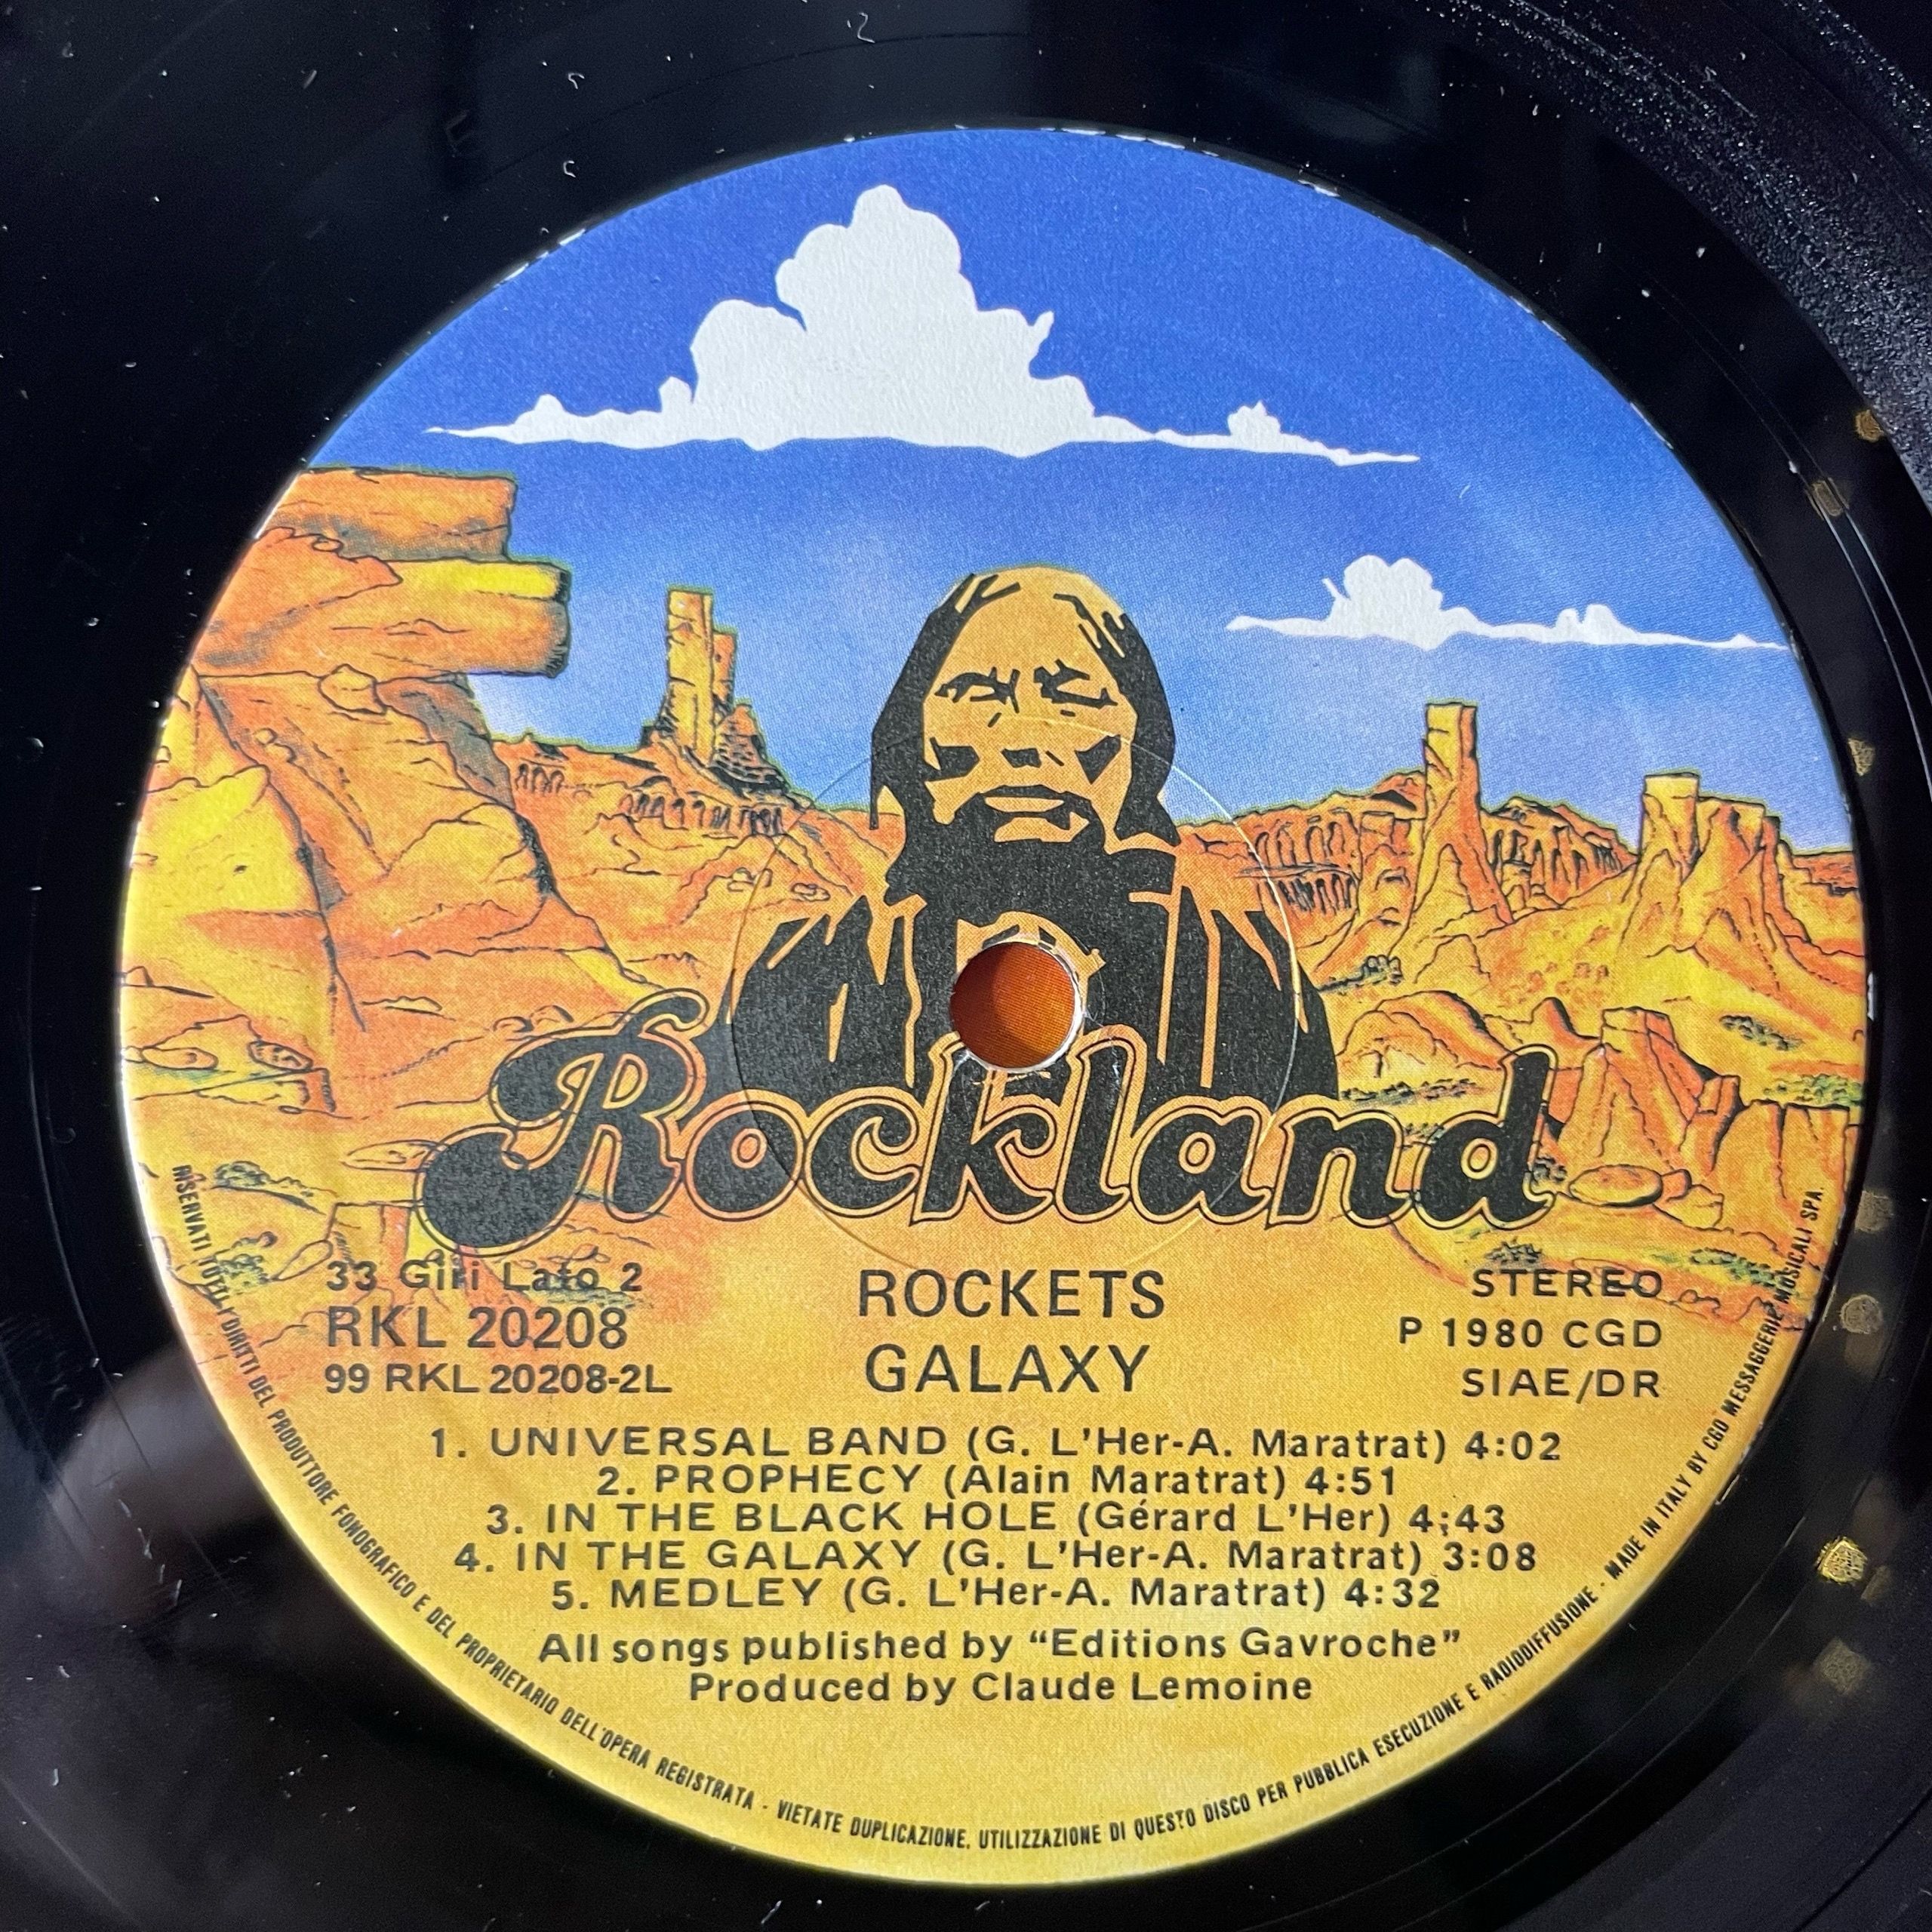 Rockland
33 Giri Lato 2
RKL 20208
99 RKL 20208-2L
ROCKETS
GALAXY
STEREO
P 1980 CGD
SIAE/DR
1. UNIVERSAL BAND (G. L'Her-A. Maratrat) 4:02
2. PROPHECY (Alain Maratrat) 4:51
3. IN THE BLACK HOLE (Gérard L'Her) 4:43
4. IN THE GALAXY (G. L'Her-A. Maratrat) 3:08
5. MEDLEY (G. L'Her-A. Maratrat) 4:32
All songs published by “Editions Gavroche”
Produced by Claude Lemoine
RISERVATI TUTTI I DIRITTI DEL PRODUTTORE FONOGRAFICO E DEL PROPRIETARIO DELL'OPERA REGISTRATA - VIETATE DUPLICAZIONE, UTILIZZAZIONE DI QUESTO DISCO PER PUBBLICA ESECUZIONE E RADIODIFFUSIONE - MADE IN ITALY BY CGD MESSAGGERIE MUSICALI SPA.